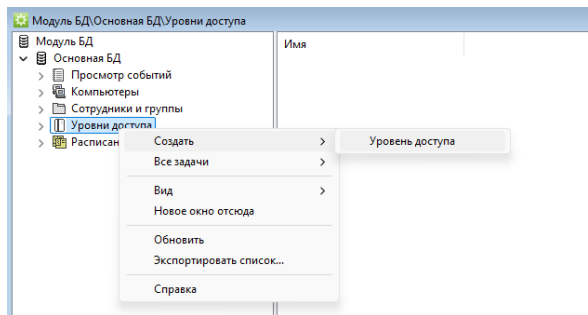 Модуль БД\Основная БД\Уровни доступа
Модуль БД
Имя
Основная БД
Просмотр событий
Компьютеры
Сотрудники и группы
Уровни доступа
Расписан
Создать
Уровень доступа
Все задачи
Вид
Новое окно отсюда
Обновить
Экспортировать список...
Справка